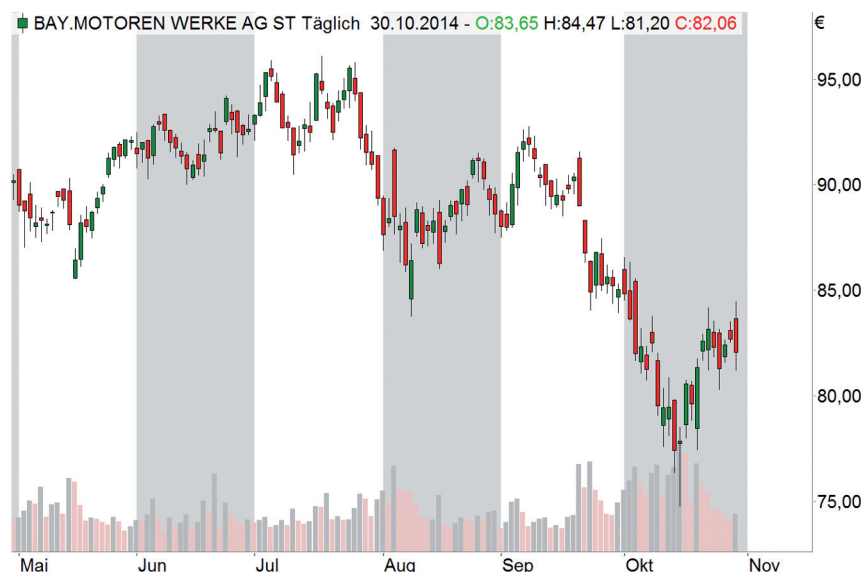 BAY.MOTOREN WERKE AG ST Täglich 30.10.2014 - O:83,65 H:84,47 L:81,20 C:82,06 €
95,00
90,00
85,00
80,00
75,00
Mai Jun Jul Aug Sep Okt Nov